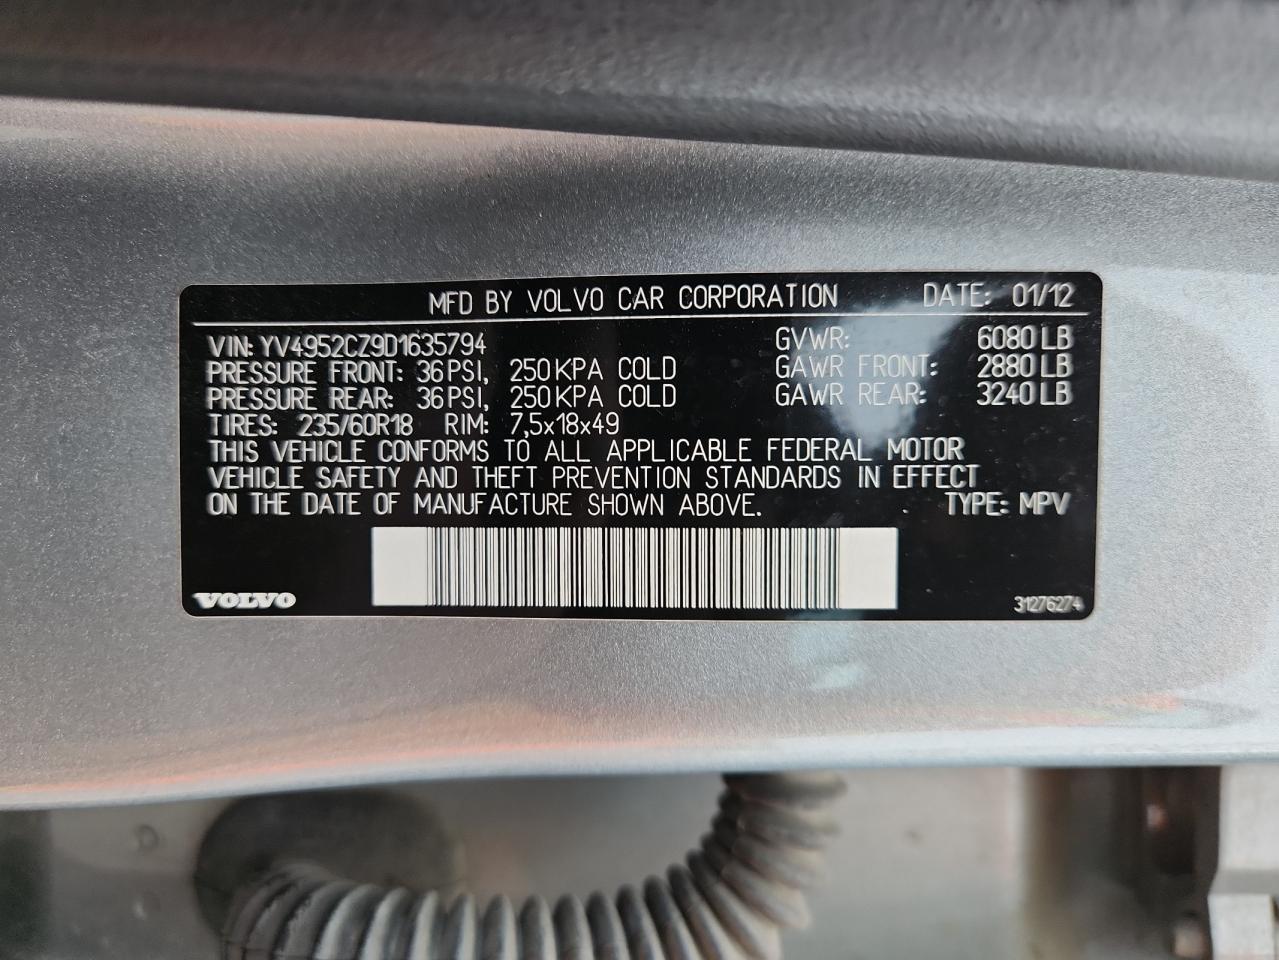 MFD BY VOLVO CAR CORPORATION DATE: 01/12
VIN: YV4952CZ9D1635794 GVWR: 6080 LB
PRESSURE FRONT: 36 PSI, 250 KPA COLD GAWR FRONT: 2880 LB
PRESSURE REAR: 36 PSI, 250 KPA COLD GAWR REAR: 3240 LB
TIRES: 235/60R18 RIM: 7,5x18x49
THIS VEHICLE CONFORMS TO ALL APPLICABLE FEDERAL MOTOR
VEHICLE SAFETY AND THEFT PREVENTION STANDARDS IN EFFECT
ON THE DATE OF MANUFACTURE SHOWN ABOVE. TYPE: MPV
VOLVO 31276274